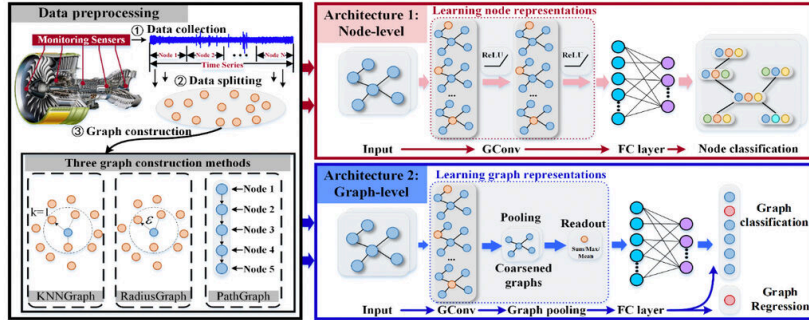 Data preprocessing
① Data collection
Monitoring Sensors
Node 1
Node 2
Node N
Time Series
② Data splitting
③ Graph construction
Three graph construction methods
k=1
ε
Node 1
Node 2
Node 3
Node 4
Node 5
KNNGraph
RadiusGraph
PathGraph
Architecture 1:
Node-level
Learning node representations
ReLU
ReLU
...
...
Input
GConv
FC layer
Node classification
Architecture 2:
Graph-level
Learning graph representations
...
Pooling
Coarsened
graphs
Readout
Sum/Max/
Mean
Graph
classification
Graph
Regression
Input
GConv
Graph pooling
FC layer